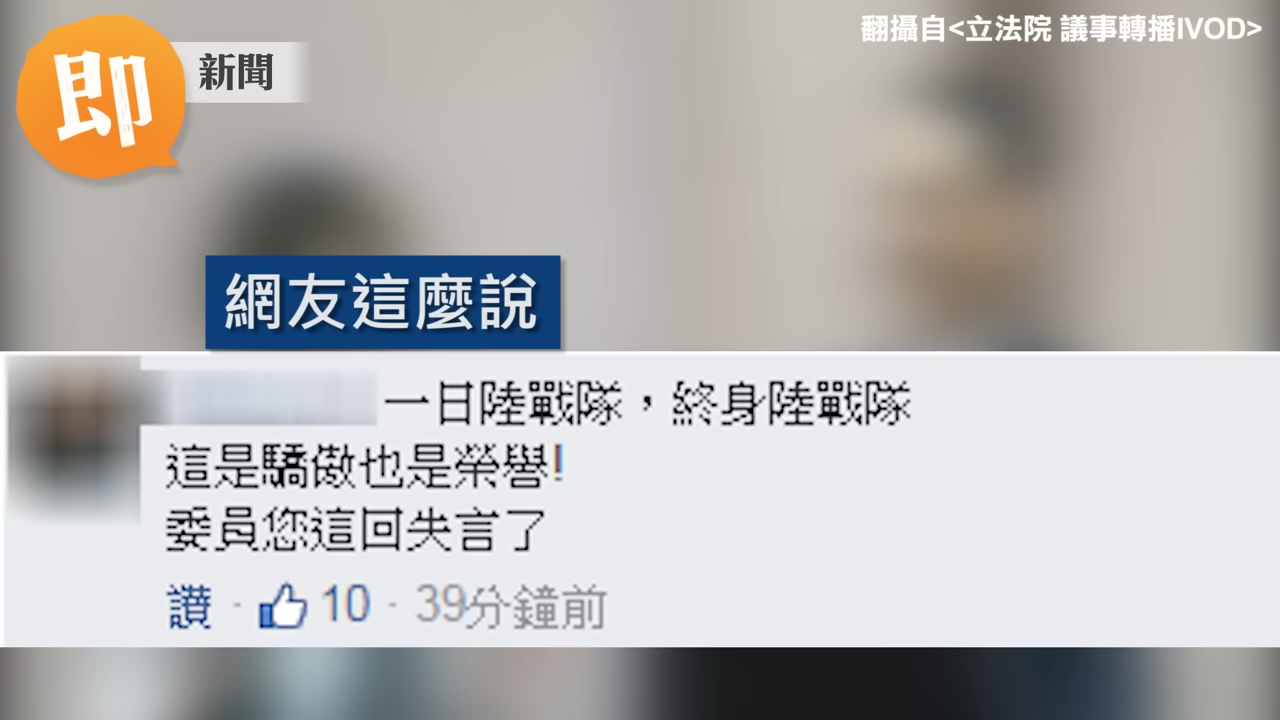 翻攝自<立法院 議事轉播IVOD>
即
新聞
網友這麼說
一日陸戰隊，終身陸戰隊
這是驕傲也是榮譽!
委員您這回失言了
讚 · 10 · 39分鐘前